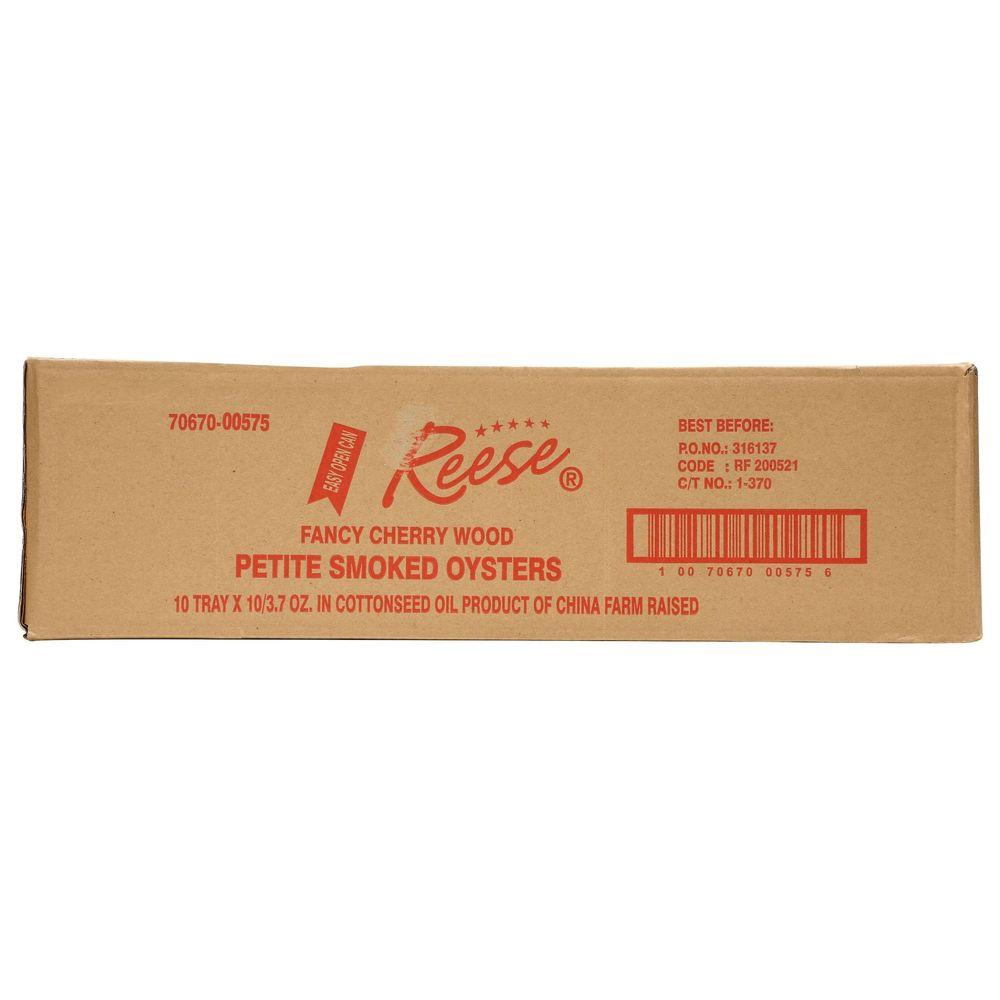 70670-00575
EASY OPEN CAN
Reese®
FANCY CHERRY WOOD
PETITE SMOKED OYSTERS
10 TRAY X 10/3.7 OZ. IN COTTONSEED OIL PRODUCT OF CHINA FARM RAISED
BEST BEFORE:
P.O.NO.: 316137
CODE : RF 200521
C/T NO.: 1-370
1 00 70670 00575 6